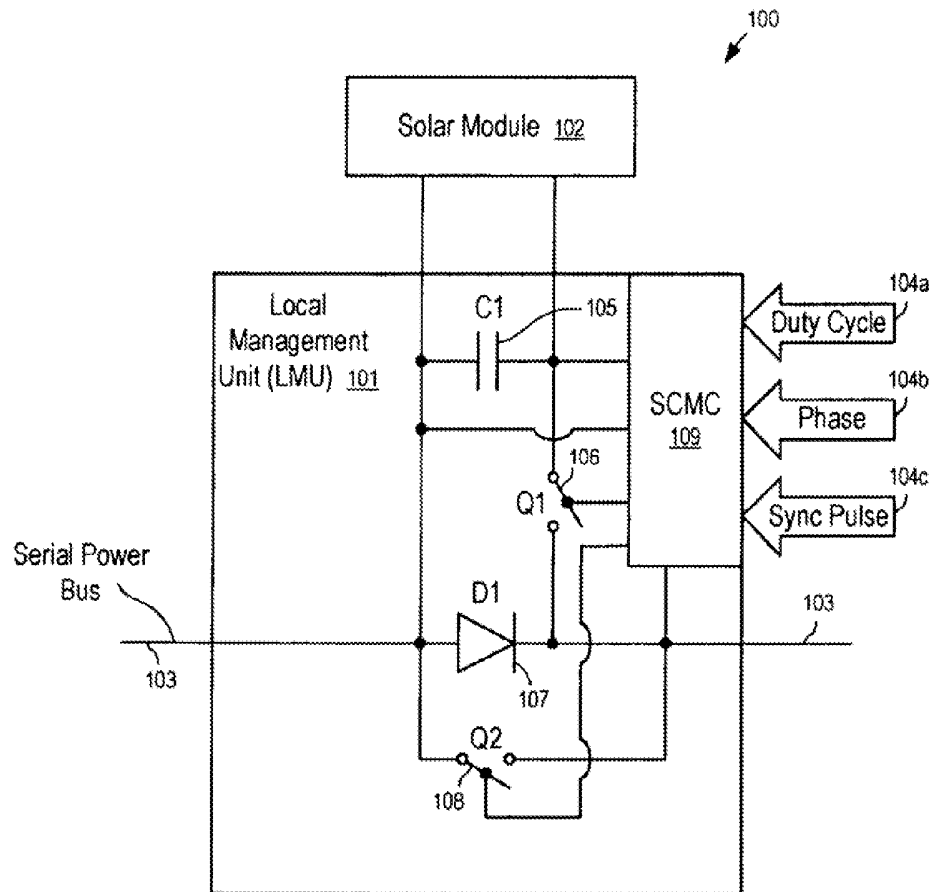 100
Solar Module 102
Local
Management
Unit (LMU) 101
C1
105
SCMC
109
104a
Duty Cycle
104b
Phase
104c
Sync Pulse
106
Q1
Serial Power
Bus
103
D1
107
103
Q2
108